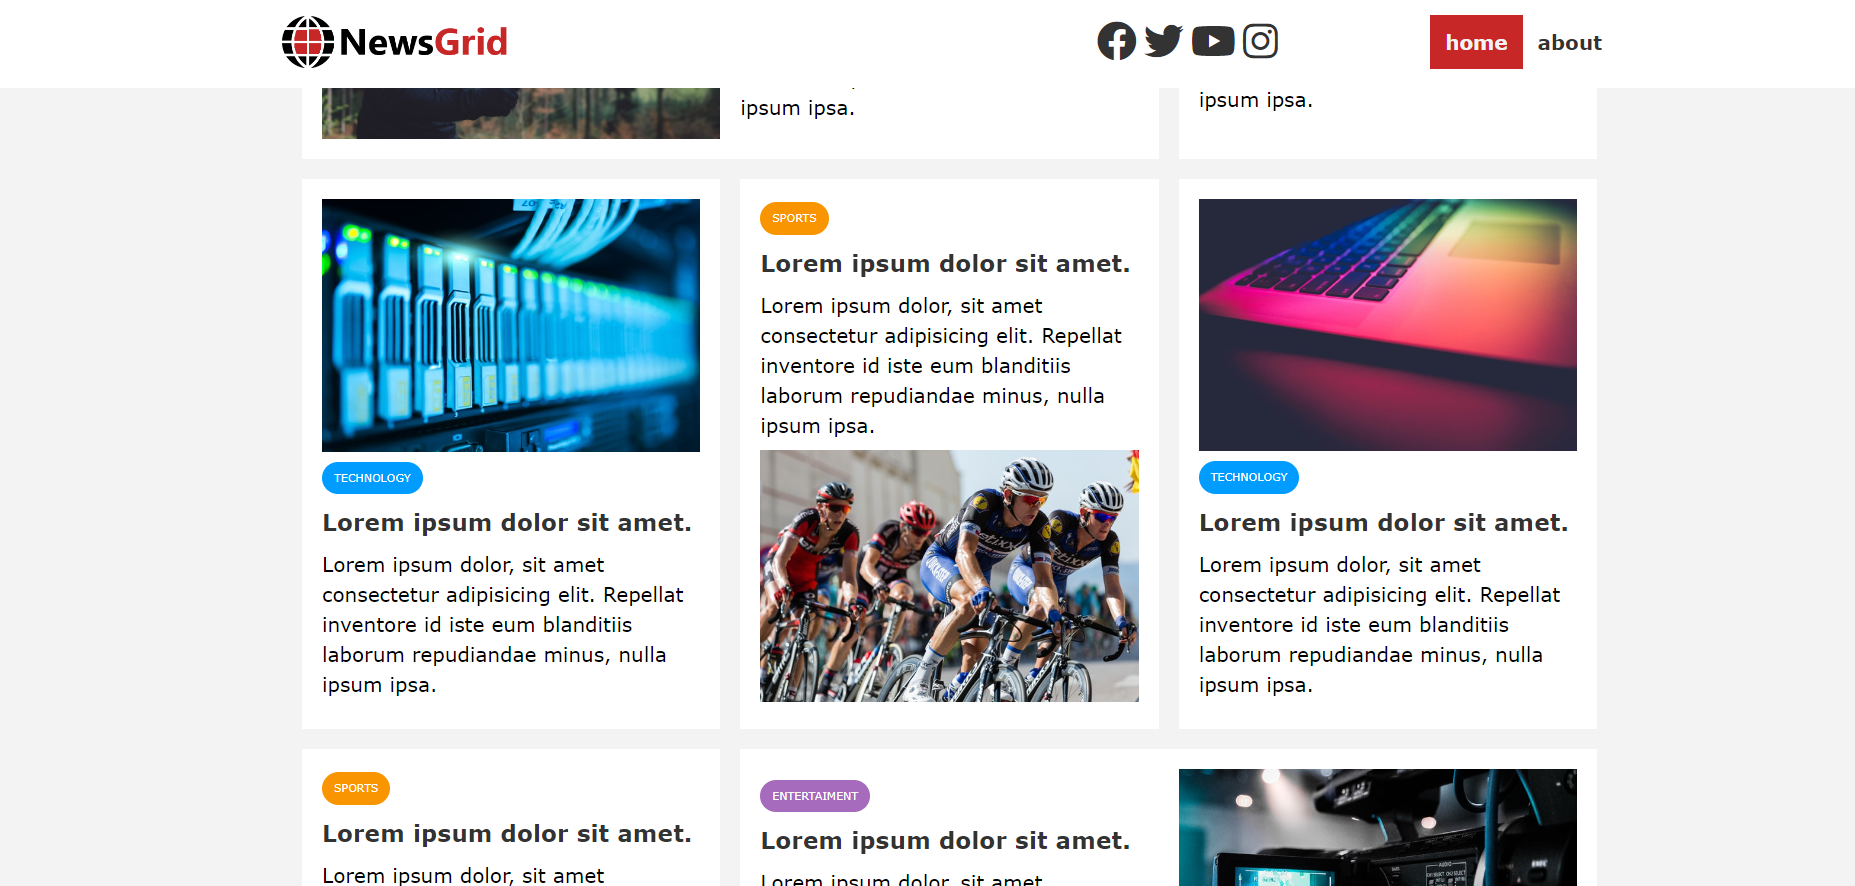 NewsGrid
home
about
ipsum ipsa.
ipsum ipsa.
TECHNOLOGY
Lorem ipsum dolor sit amet.
Lorem ipsum dolor, sit amet
consectetur adipisicing elit. Repellat
inventore id iste eum blanditiis
laborum repudiandae minus, nulla
ipsum ipsa.
SPORTS
Lorem ipsum dolor sit amet.
Lorem ipsum dolor, sit amet
consectetur adipisicing elit. Repellat
inventore id iste eum blanditiis
laborum repudiandae minus, nulla
ipsum ipsa.
TECHNOLOGY
Lorem ipsum dolor sit amet.
Lorem ipsum dolor, sit amet
consectetur adipisicing elit. Repellat
inventore id iste eum blanditiis
laborum repudiandae minus, nulla
ipsum ipsa.
SPORTS
Lorem ipsum dolor sit amet.
Lorem ipsum dolor, sit amet
ENTERTAIMENT
Lorem ipsum dolor sit amet.
Lorem ipsum dolor, sit amet